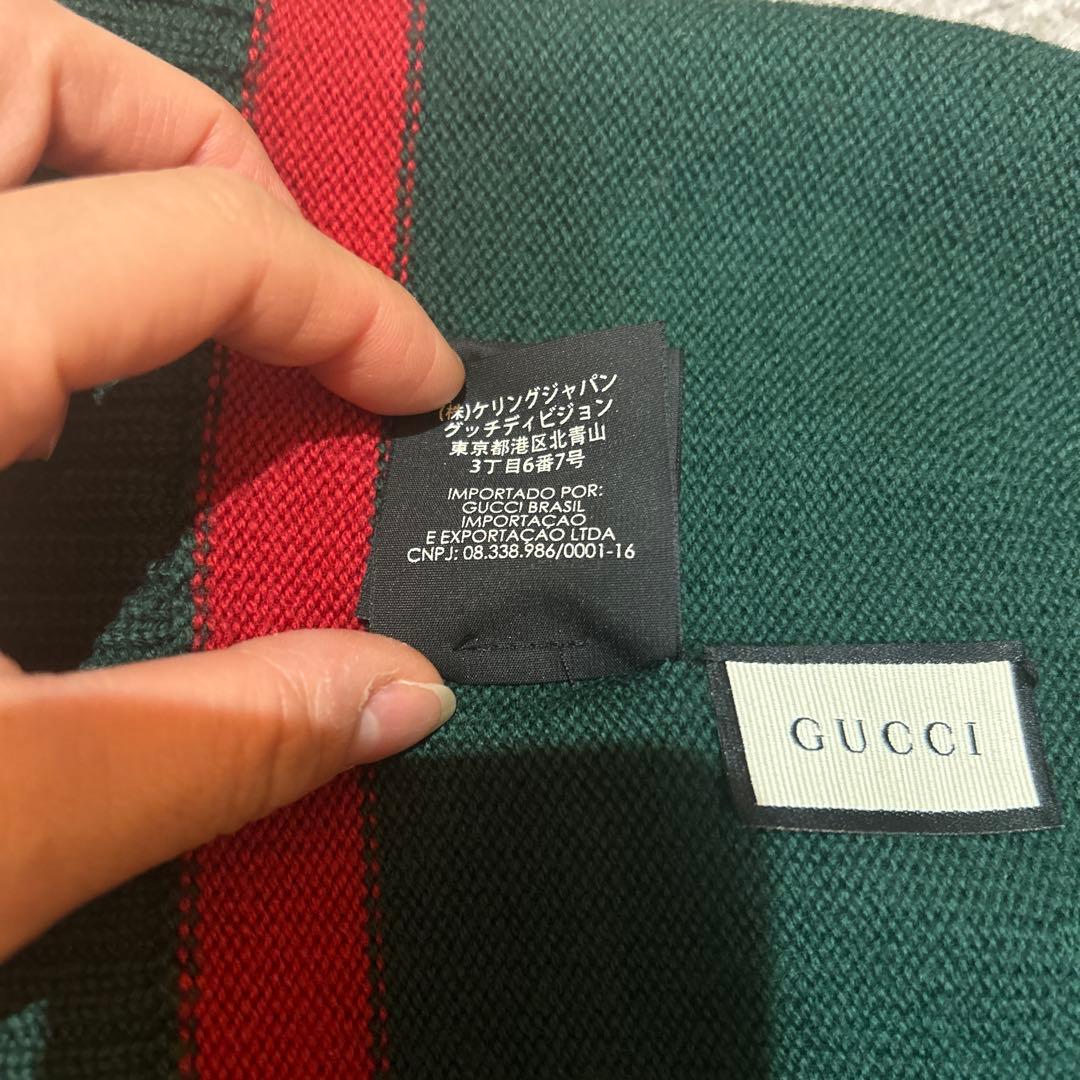 (株)ケリングジャパン
グッチディビジョン
東京都港区北青山
3丁目6番7号
IMPORTADO POR:
GUCCI BRASIL
IMPORTAÇAO
E EXPORTAÇAO LTDA
CNPJ: 08.338.986/0001-16
GUCCI